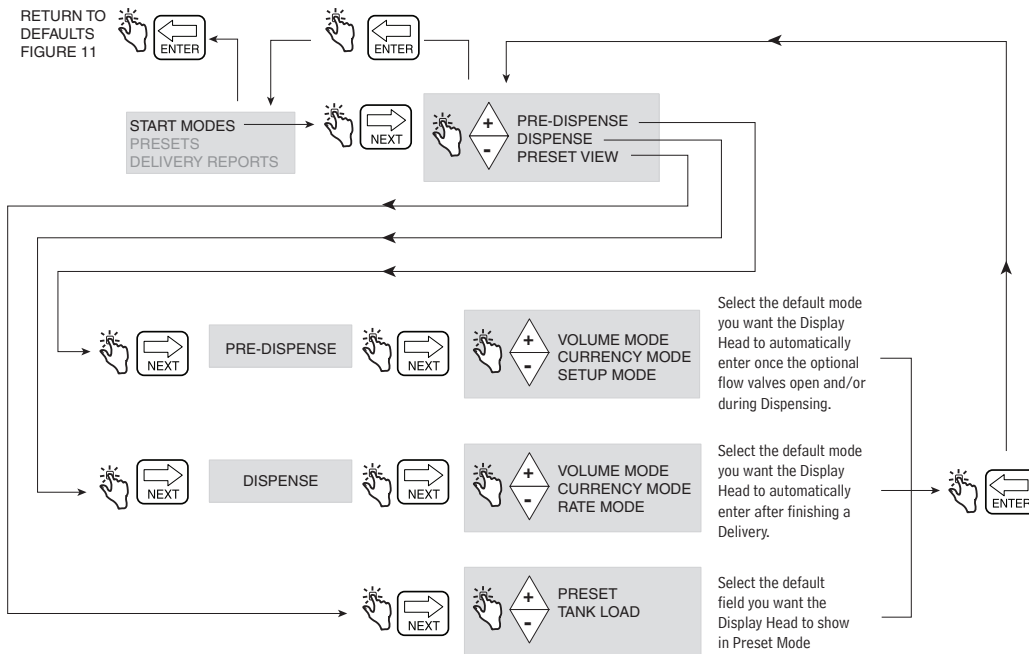 RETURN TO
DEFAULTS
FIGURE 11
ENTER
ENTER
START MODES
PRESETS
DELIVERY REPORTS
NEXT
+
-
PRE-DISPENSE
DISPENSE
PRESET VIEW
NEXT
PRE-DISPENSE
NEXT
+
-
VOLUME MODE
CURRENCY MODE
SETUP MODE
Select the default mode
you want the Display
Head to automatically
enter once the optional
flow valves open and/or
during Dispensing.
NEXT
DISPENSE
NEXT
+
-
VOLUME MODE
CURRENCY MODE
RATE MODE
Select the default mode
you want the Display
Head to automatically
enter after finishing a
Delivery.
ENTER
NEXT
+
-
PRESET
TANK LOAD
Select the default
field you want the
Display Head to show
in Preset Mode